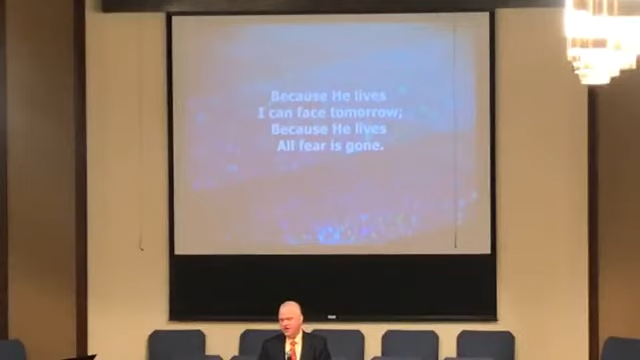 Because He lives
I can face tomorrow;
Because He lives
All fear is gone.